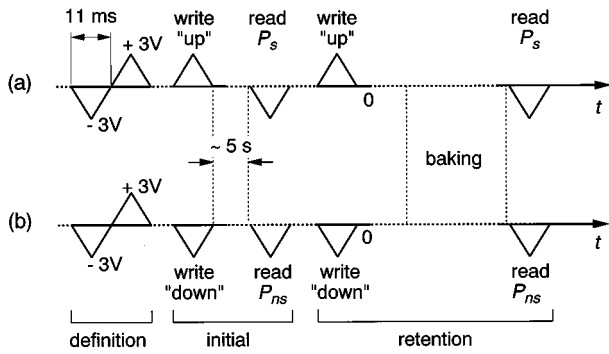 11 ms
+ 3V
write
"up"
read
Ps
write
"up"
read
Ps
(a)
0
t
- 3V
~ 5 s
baking
+ 3V
(b)
0
t
- 3V
write
"down"
read
Pns
write
"down"
read
Pns
definition
initial
retention